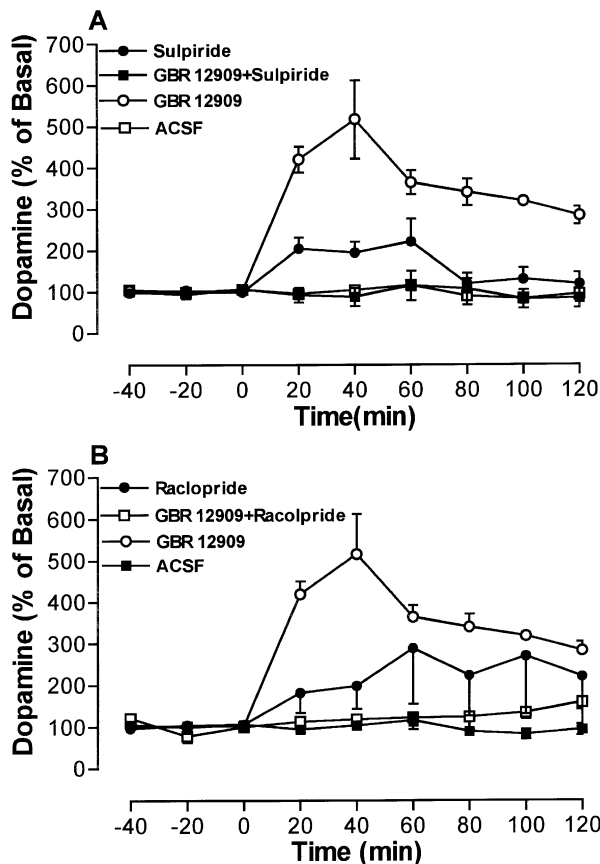 A
Dopamine (% of Basal)
700
600
500
400
300
200
100
0
Sulpiride
GBR 12909+Sulpiride
GBR 12909
ACSF
-40 -20 0 20 40 60 80 100 120
Time(min)
B
Dopamine (% of Basal)
700
600
500
400
300
200
100
0
Raclopride
GBR 12909+Racolpride
GBR 12909
ACSF
-40 -20 0 20 40 60 80 100 120
Time (min)